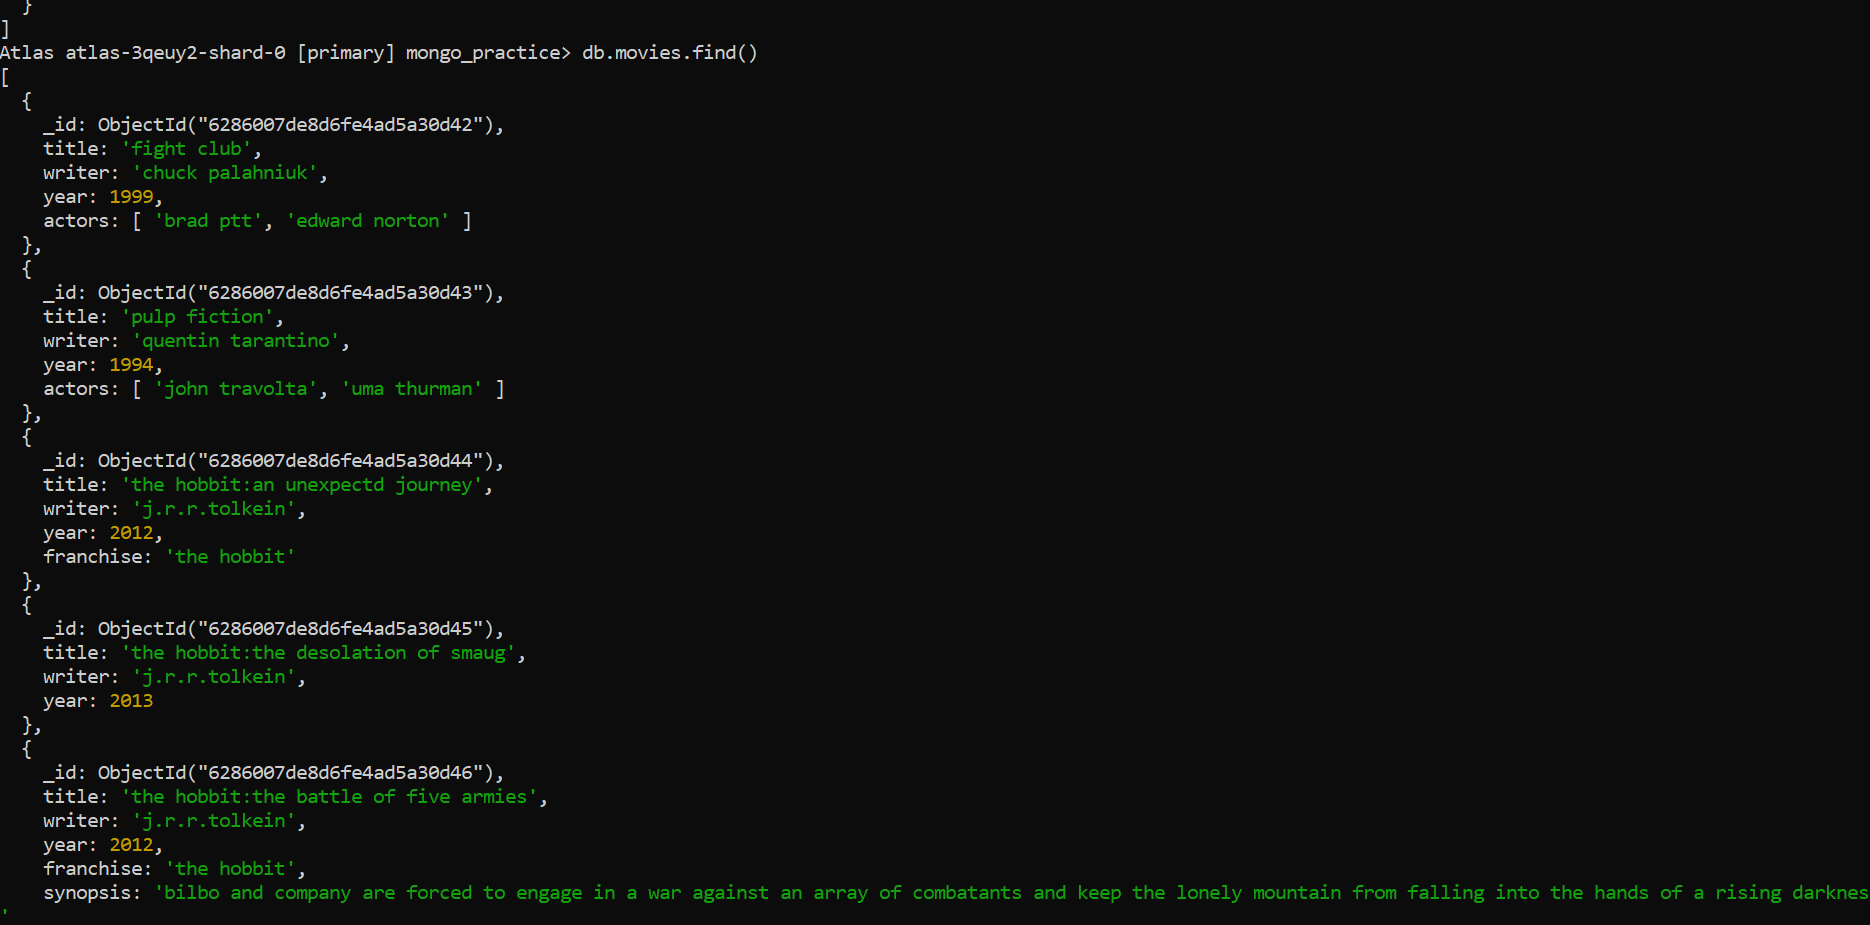 }
]
Atlas atlas-3qeuy2-shard-0 [primary] mongo_practice> db.movies.find()
[
  {
    _id: ObjectId("6286007de8d6fe4ad5a30d42"),
    title: 'fight club',
    writer: 'chuck palahniuk',
    year: 1999,
    actors: [ 'brad ptt', 'edward norton' ]
  },
  {
    _id: ObjectId("6286007de8d6fe4ad5a30d43"),
    title: 'pulp fiction',
    writer: 'quentin tarantino',
    year: 1994,
    actors: [ 'john travolta', 'uma thurman' ]
  },
  {
    _id: ObjectId("6286007de8d6fe4ad5a30d44"),
    title: 'the hobbit:an unexpectd journey',
    writer: 'j.r.r.tolkein',
    year: 2012,
    franchise: 'the hobbit'
  },
  {
    _id: ObjectId("6286007de8d6fe4ad5a30d45"),
    title: 'the hobbit:the desolation of smaug',
    writer: 'j.r.r.tolkein',
    year: 2013
  },
  {
    _id: ObjectId("6286007de8d6fe4ad5a30d46"),
    title: 'the hobbit:the battle of five armies',
    writer: 'j.r.r.tolkein',
    year: 2012,
    franchise: 'the hobbit',
    synopsis: 'bilbo and company are forced to engage in a war against an array of combatants and keep the lonely mountain from falling into the hands of a rising darknes
'